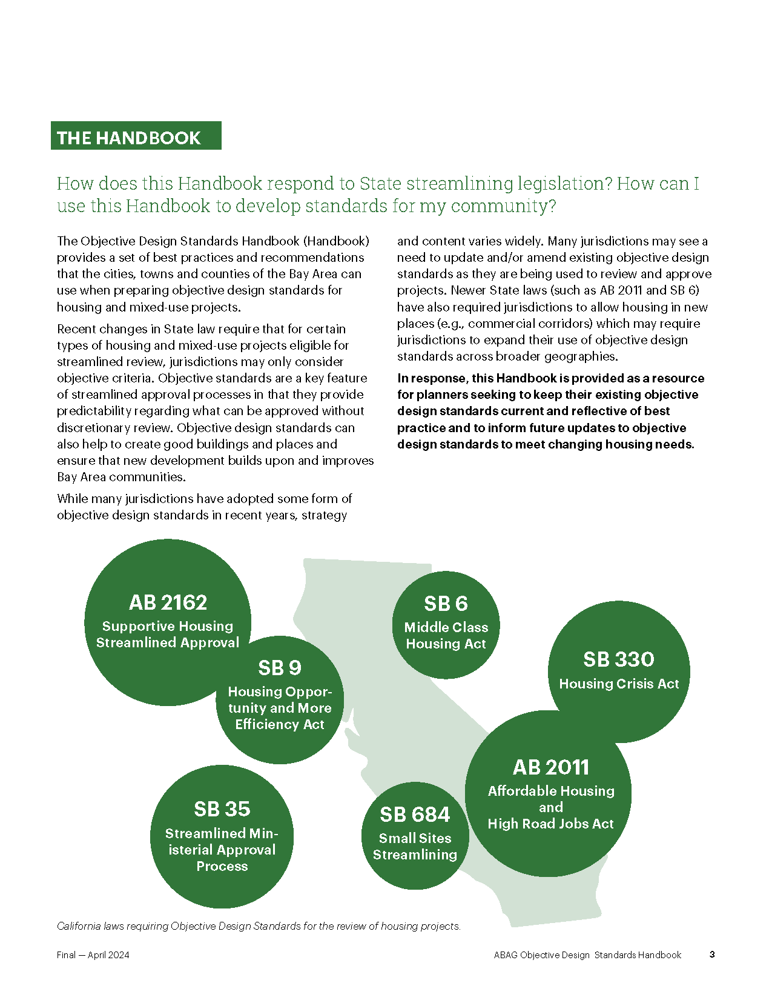 THE HANDBOOK
How does this Handbook respond to State streamlining legislation? How can I
use this Handbook to develop standards for my community?
The Objective Design Standards Handbook (Handbook)
provides a set of best practices and recommendations
that the cities, towns and counties of the Bay Area can
use when preparing objective design standards for
housing and mixed-use projects.
Recent changes in State law require that for certain
types of housing and mixed-use projects eligible for
streamlined review, jurisdictions may only consider
objective criteria. Objective standards are a key feature
of streamlined approval processes in that they provide
predictability regarding what can be approved without
discretionary review. Objective design standards can
also help to create good buildings and places and
ensure that new development builds upon and improves
Bay Area communities.
While many jurisdictions have adopted some form of
objective design standards in recent years, strategy
and content varies widely. Many jurisdictions may see a
need to update and/or amend existing objective design
standards as they are being used to review and approve
projects. Newer State laws (such as AB 2011 and SB 6)
have also required jurisdictions to allow housing in new
places (e.g., commercial corridors) which may require
jurisdictions to expand their use of objective design
standards across broader geographies.
In response, this Handbook is provided as a resource
for planners seeking to keep their existing objective
design standards current and reflective of best
practice and to inform future updates to objective
design standards to meet changing housing needs.
AB 2162
Supportive Housing
Streamlined Approval
SB 9
Housing Oppor-
tunity and More
Efficiency Act
SB 6
Middle Class
Housing Act
SB 330
Housing Crisis Act
AB 2011
Affordable Housing
and
High Road Jobs Act
SB 35
Streamlined Min-
isterial Approval
Process
SB 684
Small Sites
Streamlining
California laws requiring Objective Design Standards for the review of housing projects.
Final — April 2024
ABAG Objective Design Standards Handbook 3